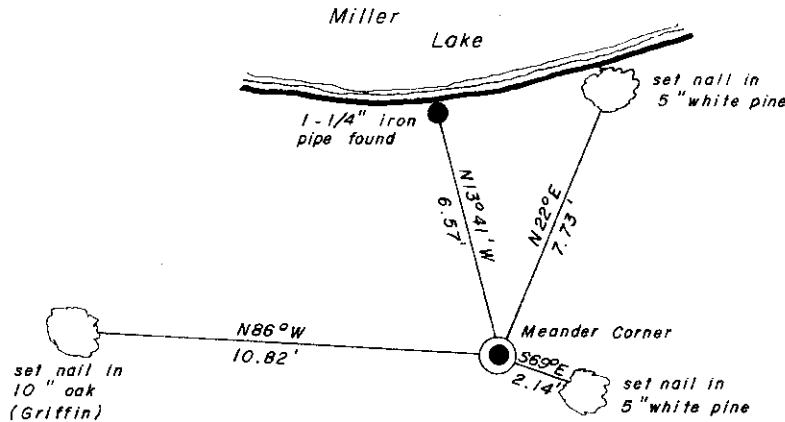 Miller
Lake
set nail in
5" white pine
1-1/4" iron
pipe found
N13°41'W
6.57'
N22°E
7.73'
N86°W
10.82'
Meander Corner
S69°E
2.14"
set nail in
10" oak
(Griffin)
set nail in
5" white pine